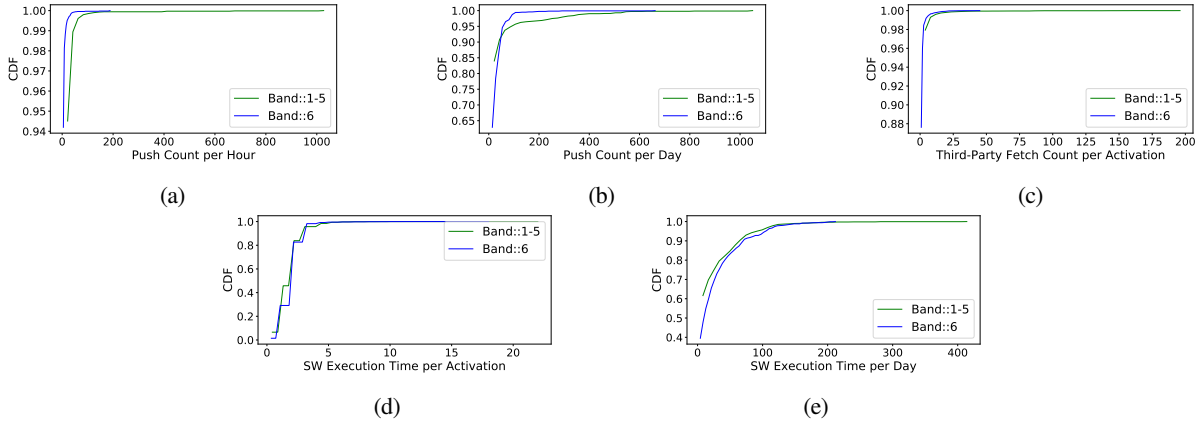 1.00
0.99
0.98
0.97
0.96
0.95
0.94
CDF
0 200 400 600 800 1000
Push Count per Hour
Band::1-5
Band::6
(a)
1.00
0.95
0.90
0.85
0.80
0.75
0.70
0.65
CDF
0 200 400 600 800 1000
Push Count per Day
Band::1-5
Band::6
(b)
1.00
0.98
0.96
0.94
0.92
0.90
0.88
CDF
0 25 50 75 100 125 150 175 200
Third-Party Fetch Count per Activation
Band::1-5
Band::6
(c)
1.0
0.8
0.6
0.4
0.2
0.0
CDF
0 5 10 15 20
SW Execution Time per Activation
Band::1-5
Band::6
(d)
1.0
0.9
0.8
0.7
0.6
0.5
0.4
CDF
0 100 200 300 400
SW Execution Time per Day
Band::1-5
Band::6
(e)